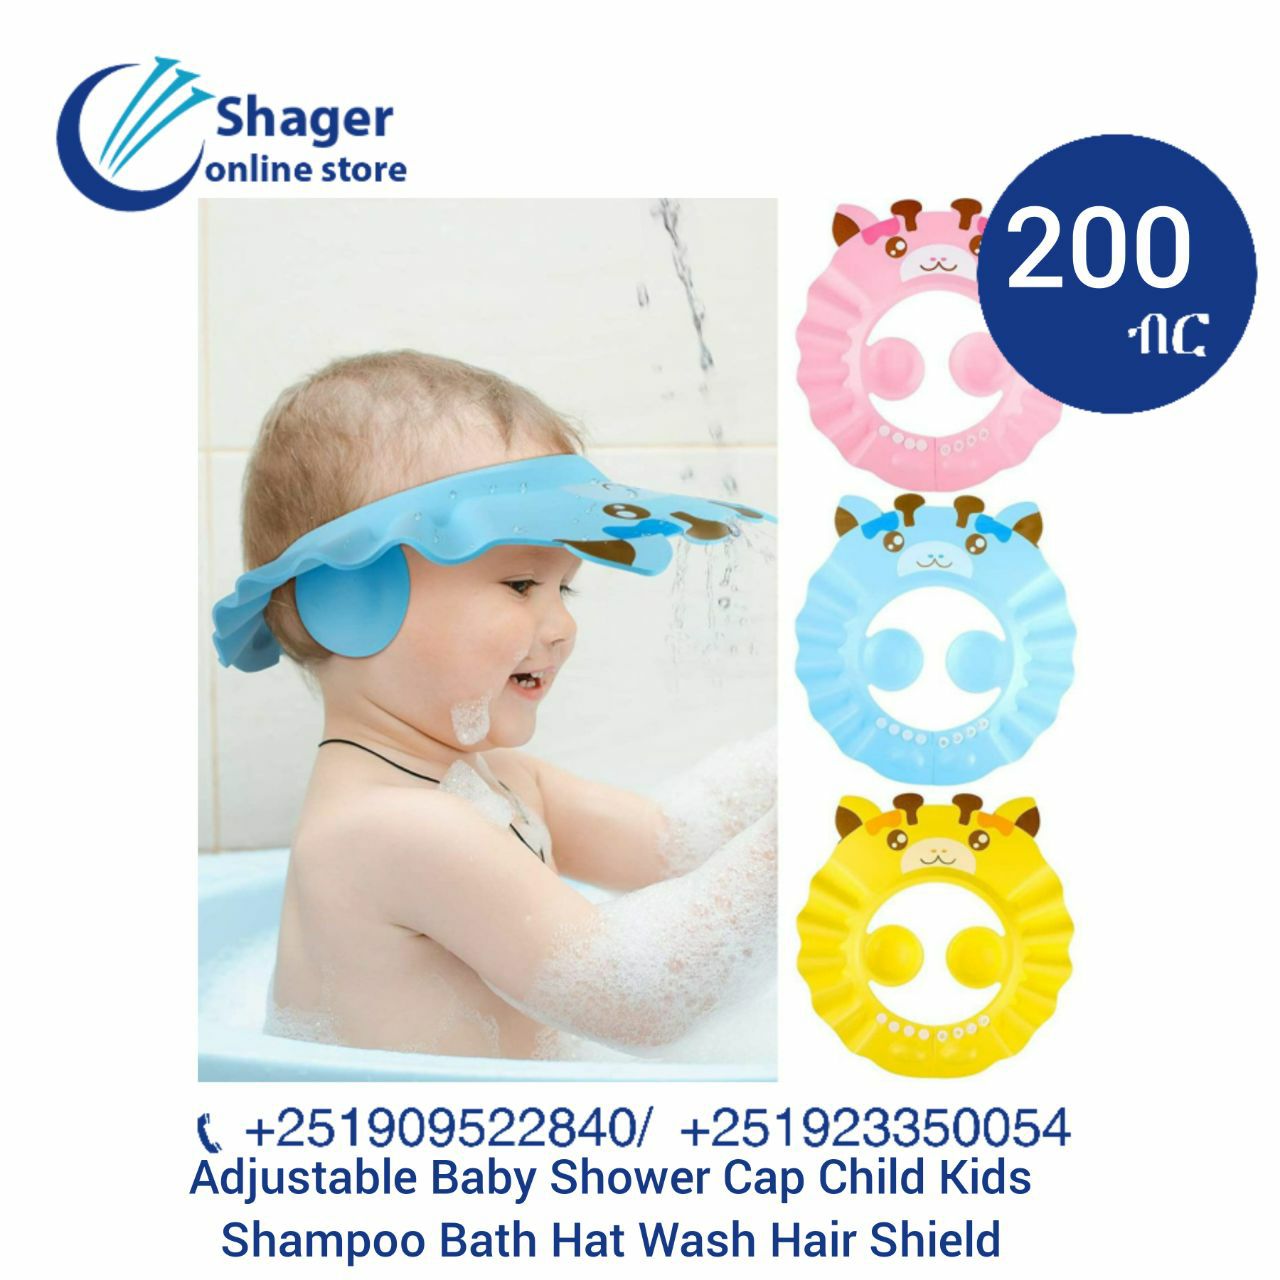 Shager
online store
200
ብር
+251909522840/ +251923350054
Adjustable Baby Shower Cap Child Kids
Shampoo Bath Hat Wash Hair Shield